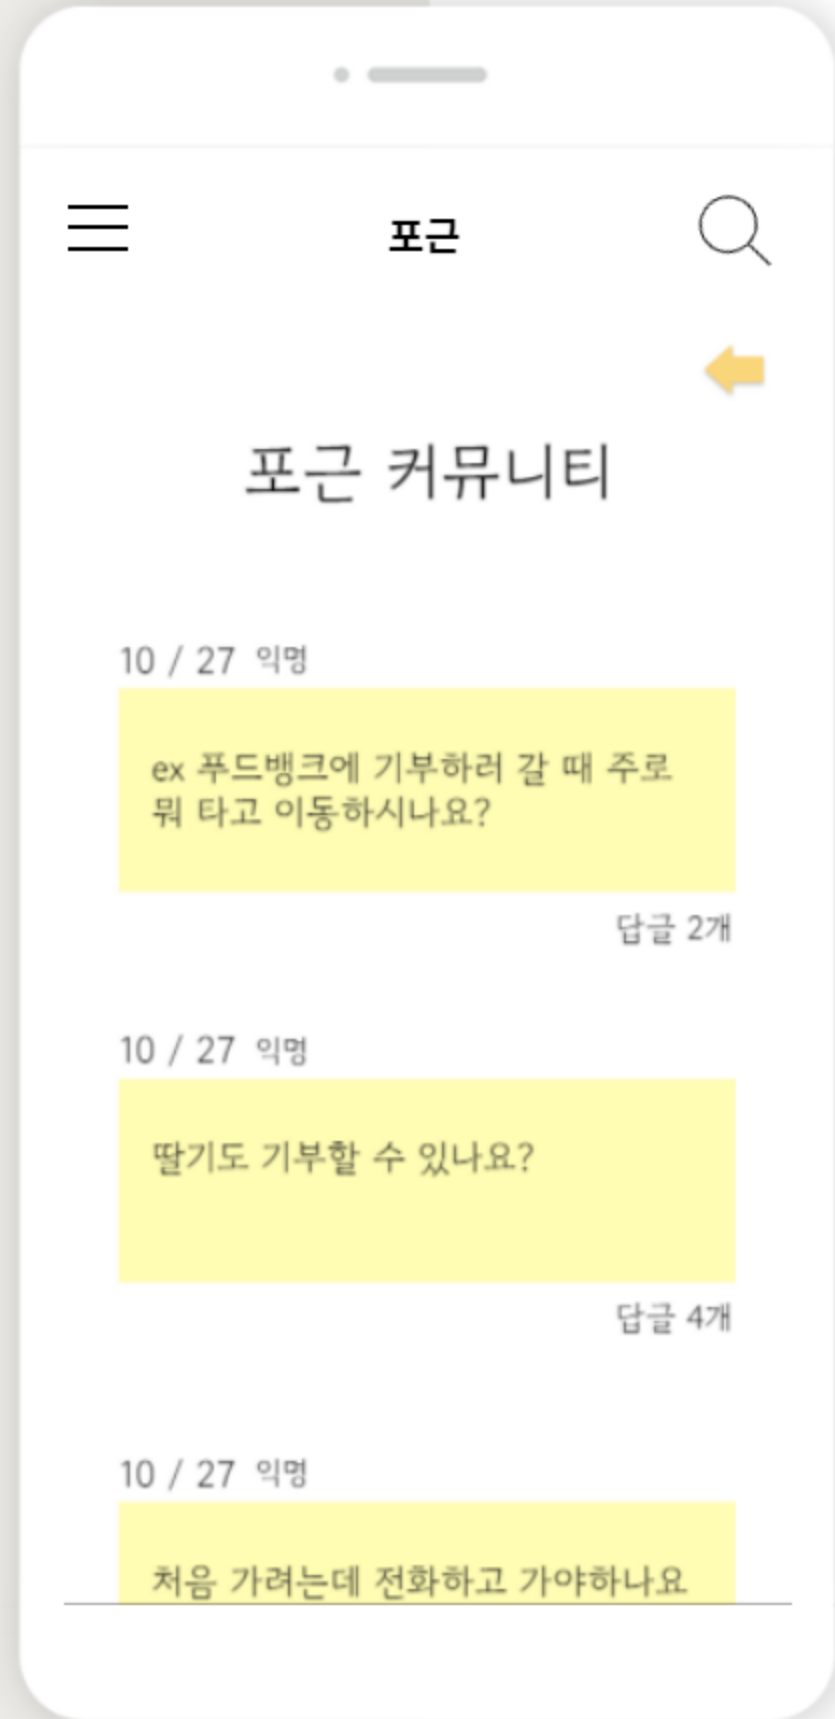 포근
포근 커뮤니티
10 / 27 익명
ex 푸드뱅크에 기부하러 갈 때 주로
뭐 타고 이동하시나요?
답글 2개
10 / 27 익명
딸기도 기부할 수 있나요?
답글 4개
10 / 27 익명
처음 가려는데 전화하고 가야하나요